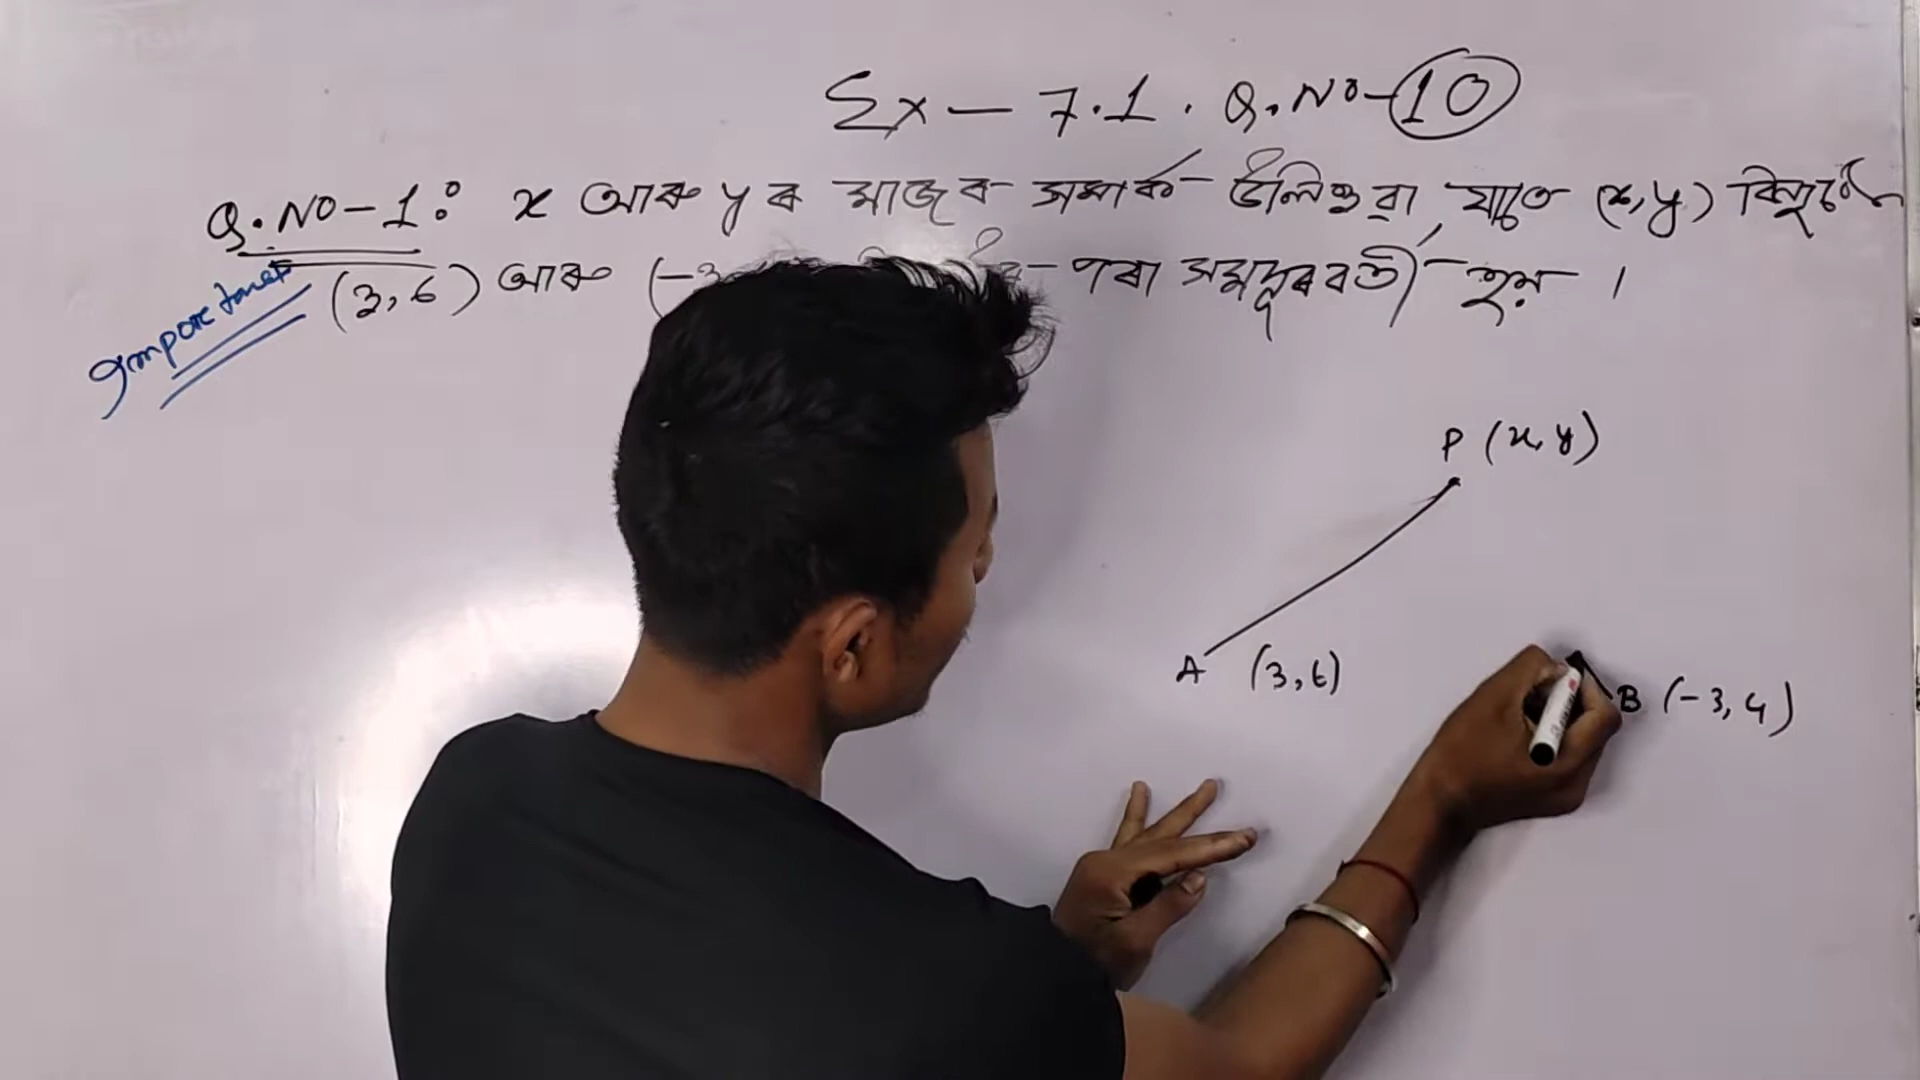 Ex - 7.1. Q.NO-10
Q.NO-1: x আৰু y ৰ মাজৰ সম্পৰ্ক উলিওৱা, যাতে (x,y) বিন্দুটো
(3,6) আৰু (-3 ৰ পৰা সমদূৰবৰ্তী হয় ।
Important
P (x, y)
A (3,6)
B (-3, 4)